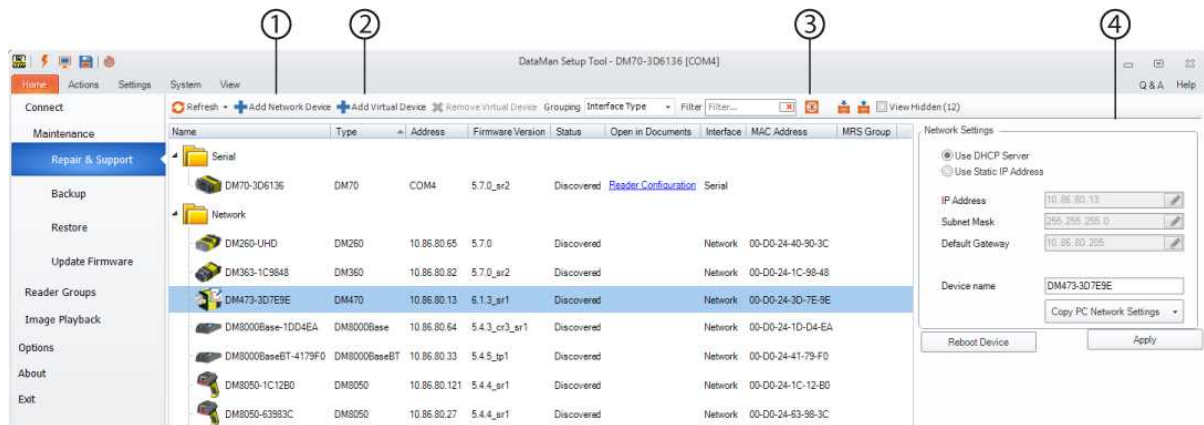 1 2 3 4
DataMan Setup Tool - DM70-3D6136 [COM4]
Home Actions Settings System View Q & A Help
Connect
Maintenance
Repair & Support
Backup
Restore
Update Firmware
Reader Groups
Image Playback
Options
About
Exit
Refresh Add Network Device Add Virtual Device Remove Virtual Device Grouping Interface Type Filter Filter... View Hidden (12)
Name Type Address Firmware Version Status Open in Documents Interface MAC Address MRS Group
Serial
DM70-3D6136 DM70 COM4 5.7.0_sr2 Discovered Reader Configuration Serial
Network
DM260-UHD DM260 10.86.80.65 5.7.0 Discovered Network 00-D0-24-40-90-3C
DM363-1C9848 DM360 10.86.80.82 5.7.0_sr2 Discovered Network 00-D0-24-1C-98-48
DM473-3D7E9E DM470 10.86.80.13 6.1.3_sr1 Discovered Network 00-D0-24-3D-7E-9E
DM8000Base-1DD4EA DM8000Base 10.86.80.64 5.4.3_cr3_sr1 Discovered Network 00-D0-24-1D-D4-EA
DM8000BaseBT-4179F0 DM8000BaseBT 10.86.80.33 5.4.5_tp1 Discovered Network 00-D0-24-41-79-F0
DM8050-1C12B0 DM8050 10.86.80.121 5.4.4_sr1 Discovered Network 00-D0-24-1C-12-B0
DM8050-63983C DM8050 10.86.80.27 5.4.4_sr1 Discovered Network 00-D0-24-63-98-3C
Network Settings
Use DHCP Server
Use Static IP Address
IP Address 10. 86. 80. 13
Subnet Mask 255. 255. 255. 0
Default Gateway 10. 86. 80. 205
Device name DM473-3D7E9E
Copy PC Network Settings
Reboot Device Apply